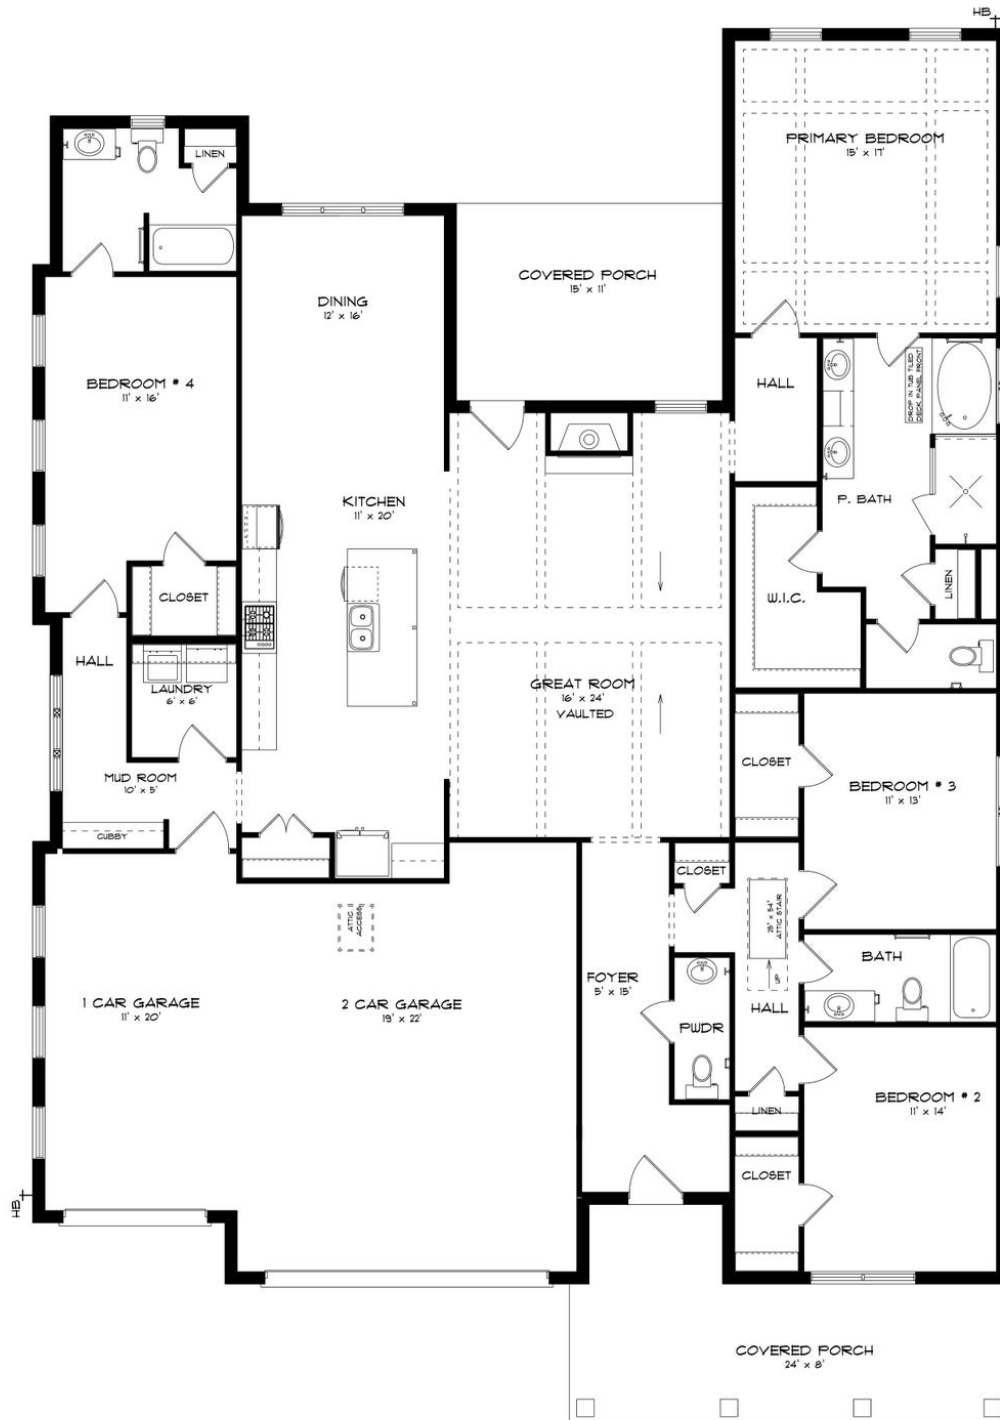 HB
PRIMARY BEDROOM
15' x 17'
LINEN
COVERED PORCH
15' x 11'
DINING
12' x 16'
BEDROOM # 4
11' x 16'
HALL
DROP IN TUB TILED
DECK, PANEL FRONT
KITCHEN
11' x 20'
P. BATH
LINEN
CLOSET
W.I.C.
HALL
LAUNDRY
6' x 6'
GREAT ROOM
16' x 24'
VAULTED
MUD ROOM
10' x 5'
CLOSET
BEDROOM # 3
11' x 13'
CUBBY
CLOSET
ATTIC
ACCESS
25" x 54"
ATTIC STAIR
UP
BATH
FOYER
5' x 15'
1 CAR GARAGE
11' x 20'
2 CAR GARAGE
19' x 22'
HALL
PWDR
BEDROOM # 2
11' x 14'
LINEN
CLOSET
HB
COVERED PORCH
24' x 8'